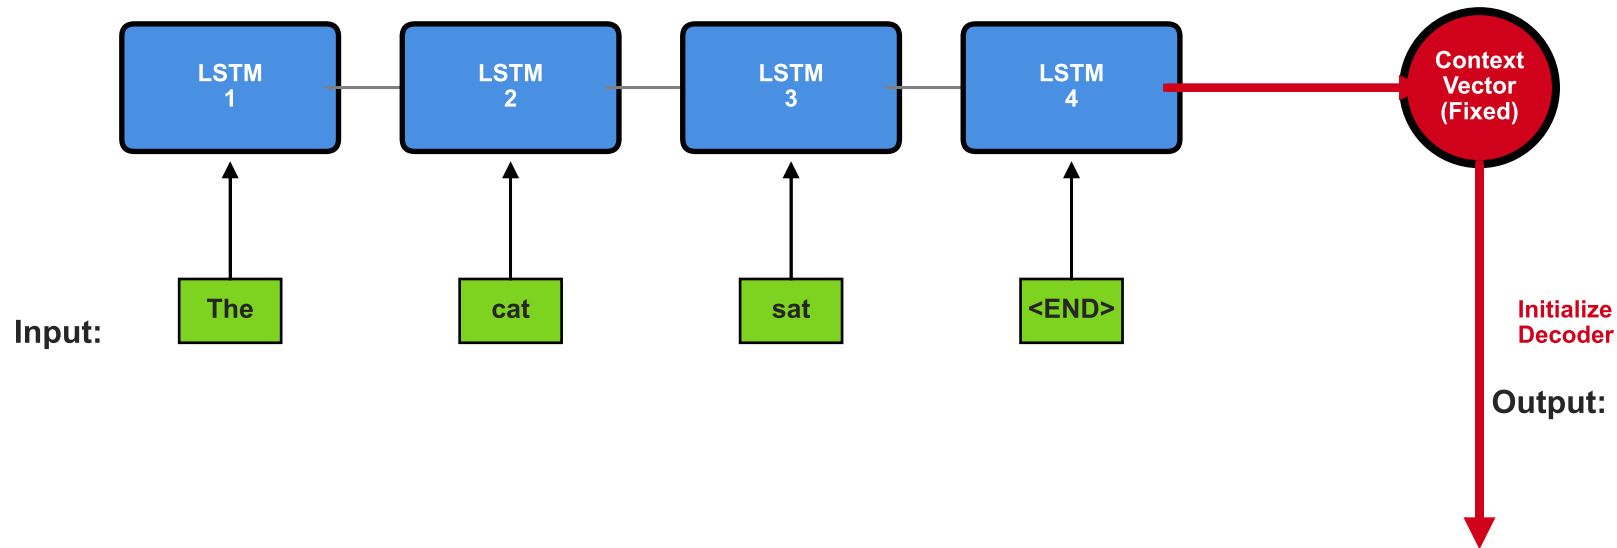 LSTM
1
LSTM
2
LSTM
3
LSTM
4
Context
Vector
(Fixed)
Input:
The
cat
sat
<END>
Initialize
Decoder
Output: